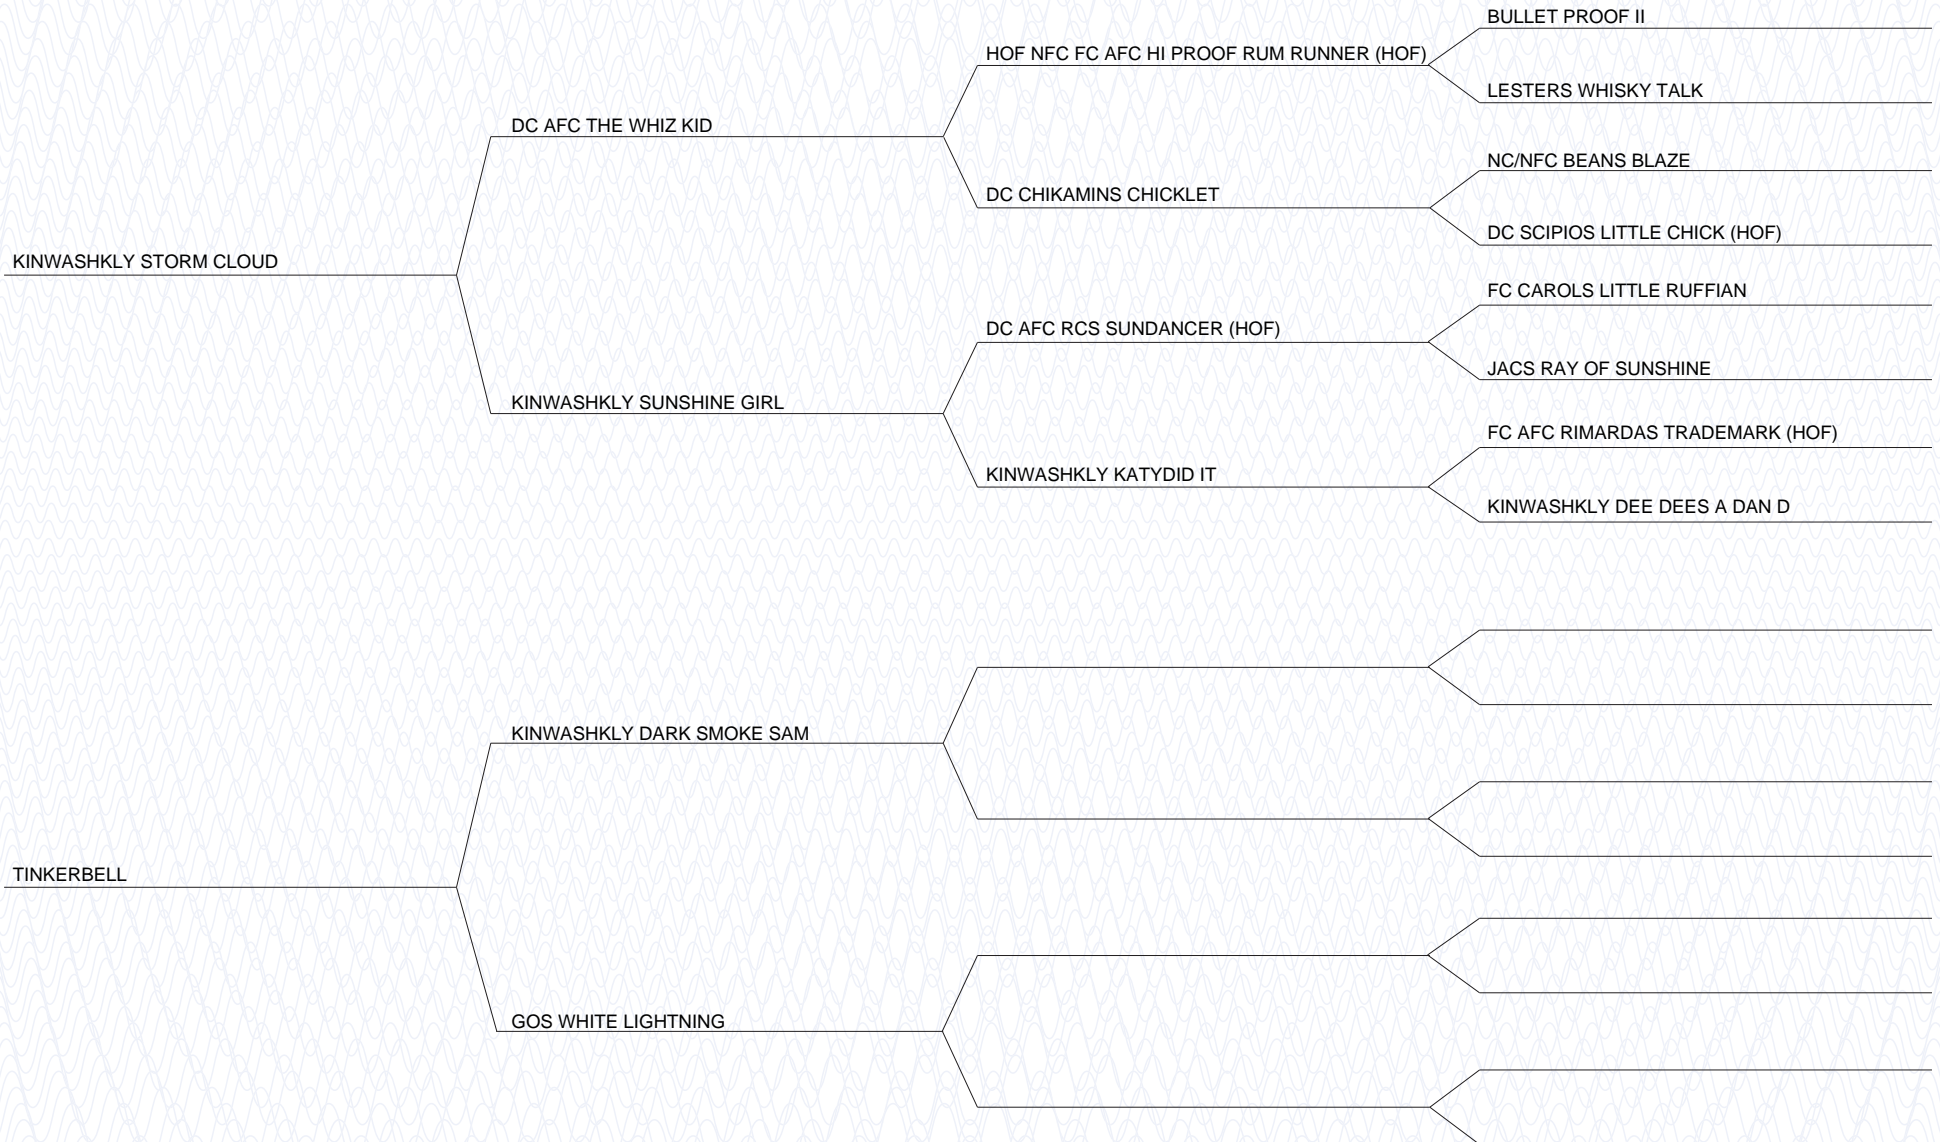 BULLET PROOF II
HOF NFC FC AFC HI PROOF RUM RUNNER (HOF)
LESTERS WHISKY TALK
DC AFC THE WHIZ KID
NC/NFC BEANS BLAZE
DC CHIKAMINS CHICKLET
DC SCIPIOS LITTLE CHICK (HOF)
KINWASHKLY STORM CLOUD
FC CAROLS LITTLE RUFFIAN
DC AFC RCS SUNDANCER (HOF)
JACS RAY OF SUNSHINE
KINWASHKLY SUNSHINE GIRL
FC AFC RIMARDAS TRADEMARK (HOF)
KINWASHKLY KATYDID IT
KINWASHKLY DEE DEES A DAN D
KINWASHKLY DARK SMOKE SAM
TINKERBELL
GOS WHITE LIGHTNING